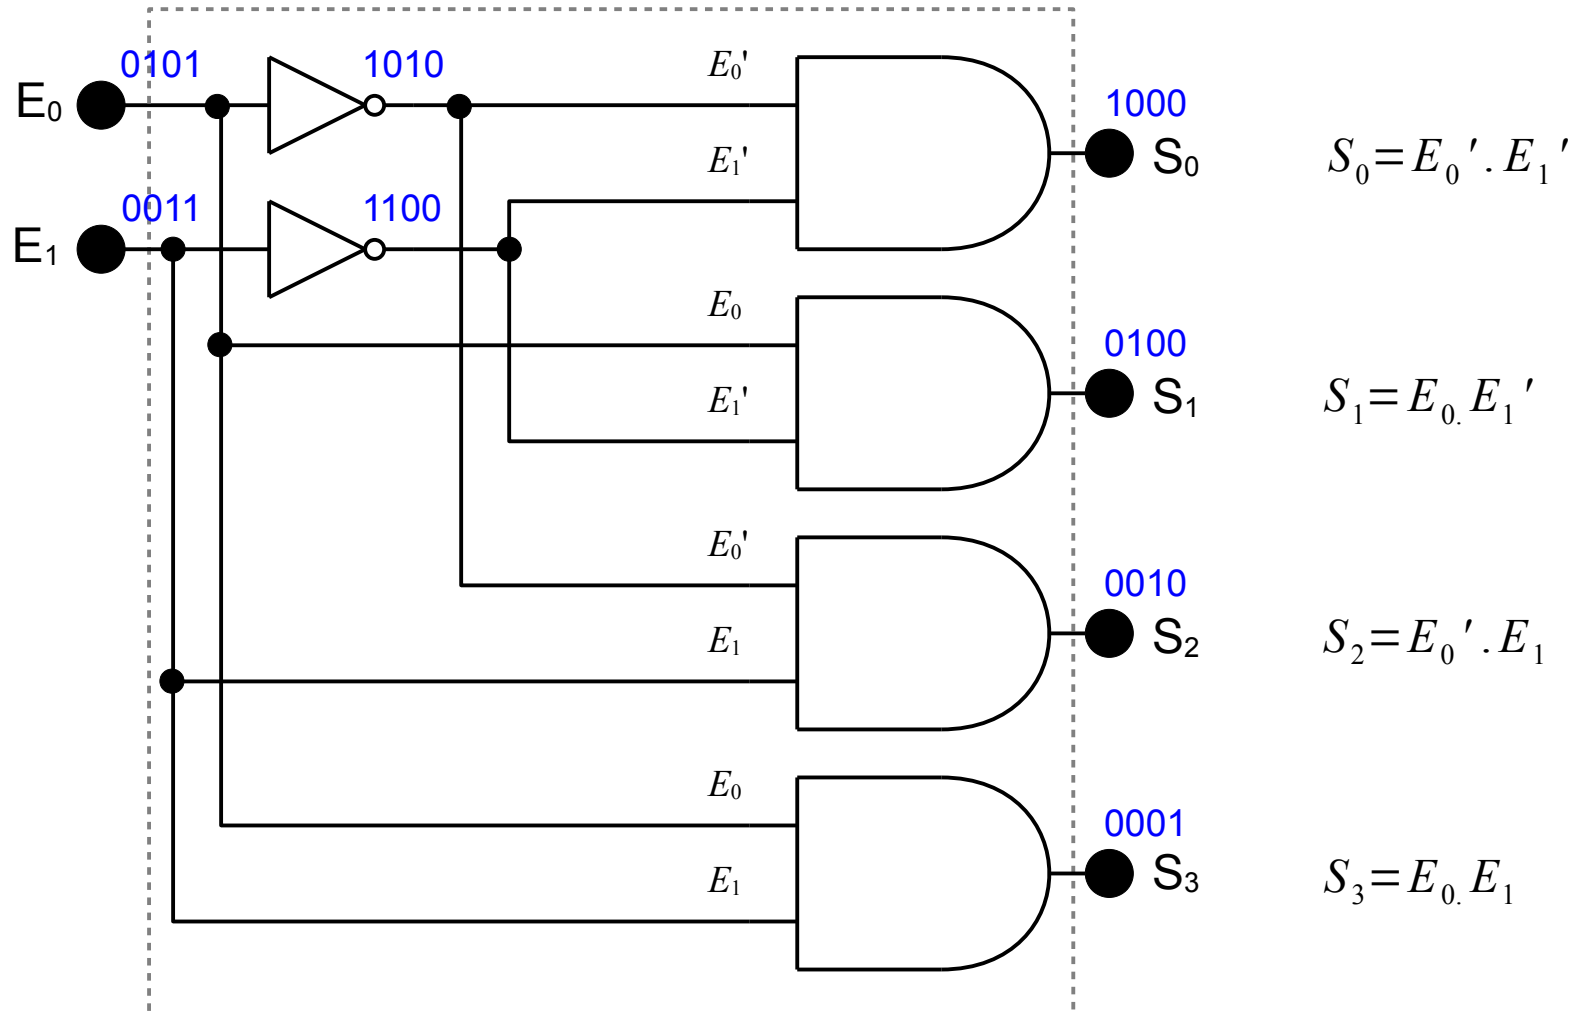 0101 1010 E₀'
E₀
1000
E₁' S₀ S₀=E₀'.E₁'
0011 1100
E₁
E₀
0100
E₁' S₁ S₁=E₀.E₁'
E₀'
0010
E₁ S₂ S₂=E₀'.E₁
E₀
0001
E₁ S₃ S₃=E₀.E₁